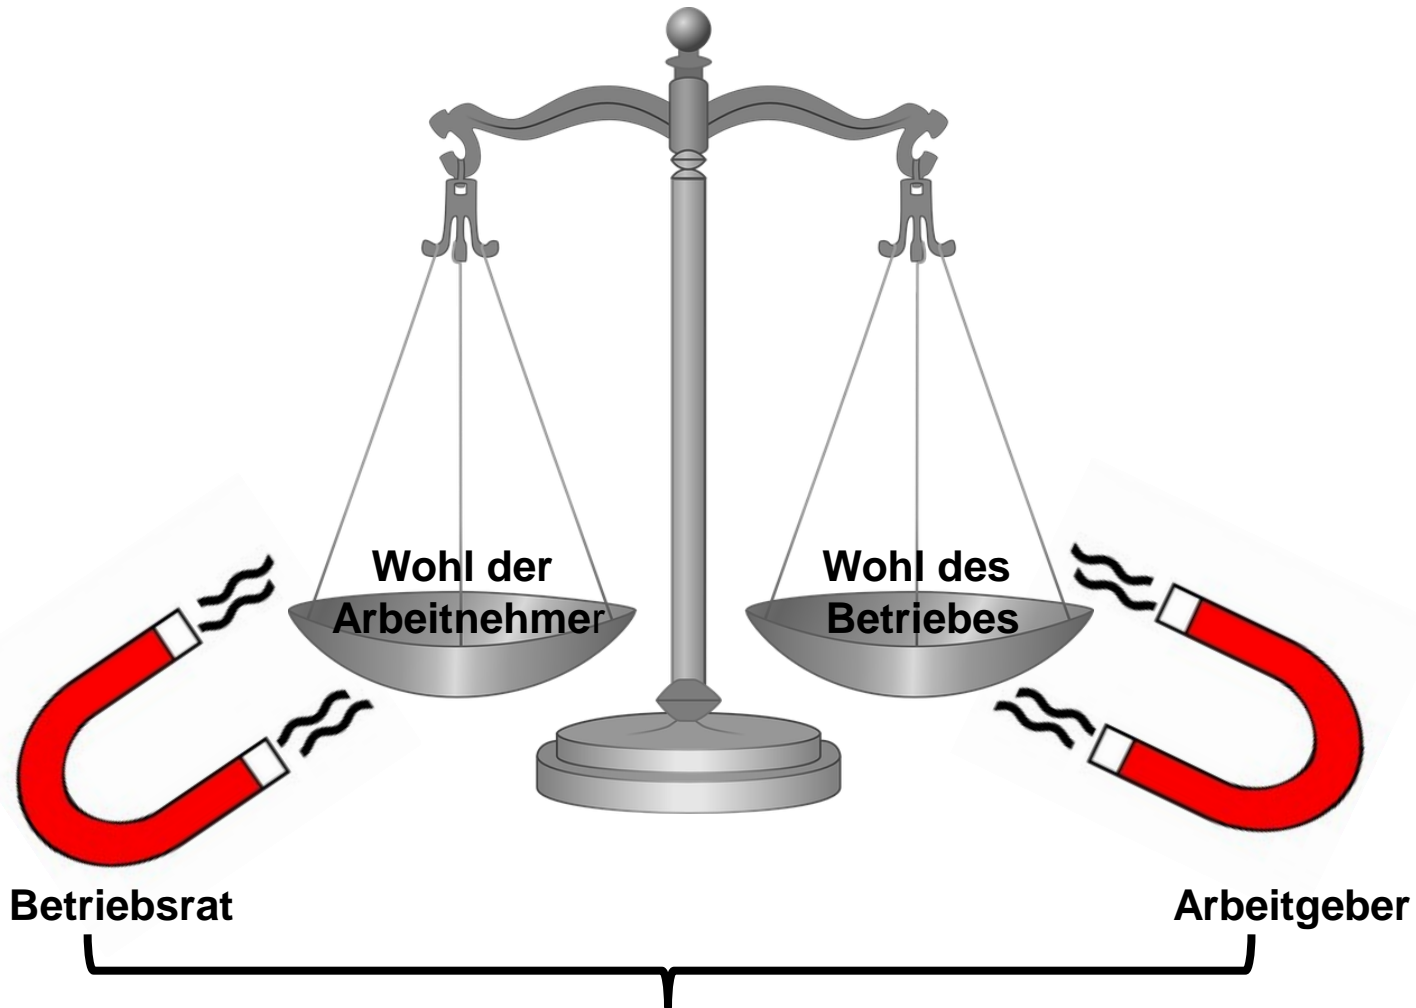 Wohl der
Arbeitnehmer
Wohl des
Betriebes
Betriebsrat
Arbeitgeber